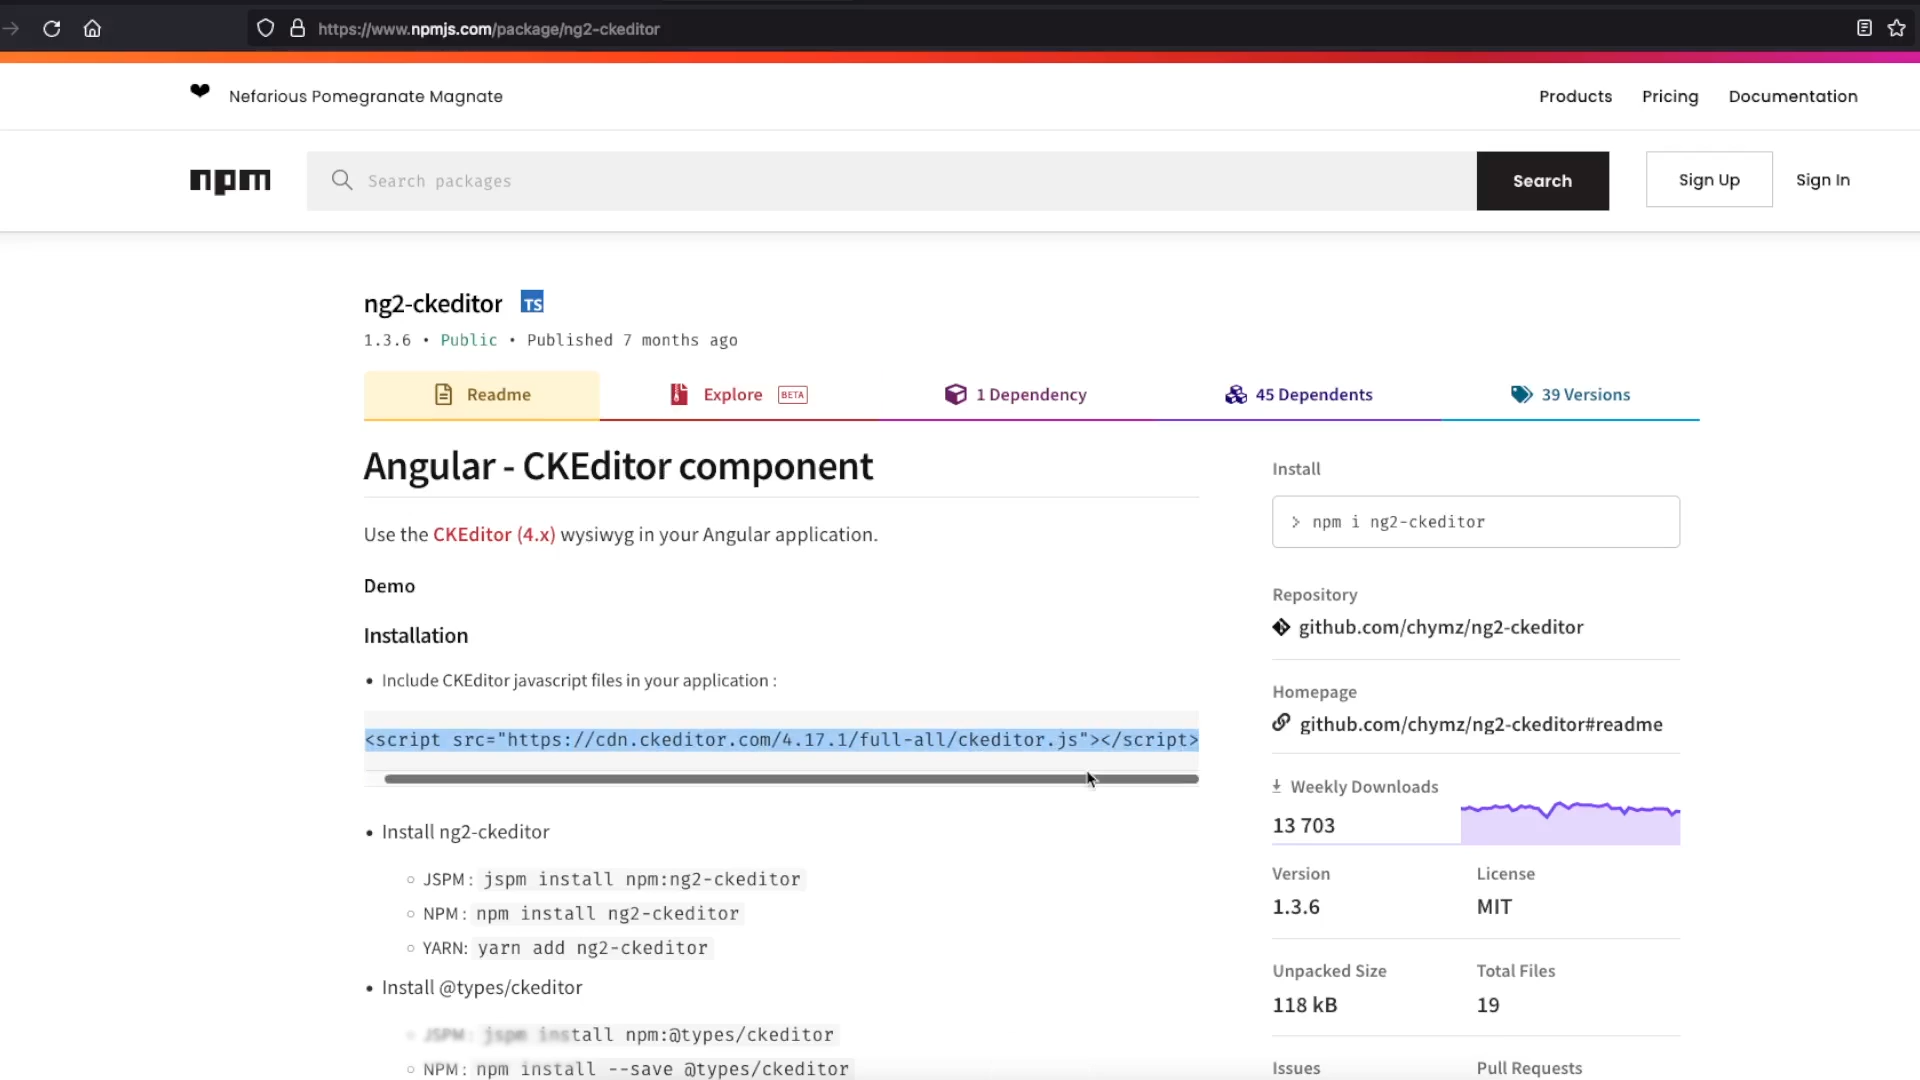 https://www.npmjs.com/package/ng2-ckeditor
Nefarious Pomegranate Magnate
Products
Pricing
Documentation
npm
Search packages
Search
Sign Up
Sign In
ng2-ckeditor TS
1.3.6 • Public • Published 7 months ago
Readme
Explore BETA
1 Dependency
45 Dependents
39 Versions
Angular - CKEditor component
Use the CKEditor (4.x) wysiwyg in your Angular application.
Demo
Installation
• Include CKEditor javascript files in your application :
<script src="https://cdn.ckeditor.com/4.17.1/full-all/ckeditor.js"></script>
• Install ng2-ckeditor
JSPM : jspm install npm:ng2-ckeditor
NPM : npm install ng2-ckeditor
YARN: yarn add ng2-ckeditor
• Install @types/ckeditor
JSPM : jspm install npm:@types/ckeditor
NPM : npm install --save @types/ckeditor
Install
> npm i ng2-ckeditor
Repository
github.com/chymz/ng2-ckeditor
Homepage
github.com/chymz/ng2-ckeditor#readme
Weekly Downloads
13 703
Version
License
1.3.6
MIT
Unpacked Size
Total Files
118 kB
19
Issues
Pull Requests